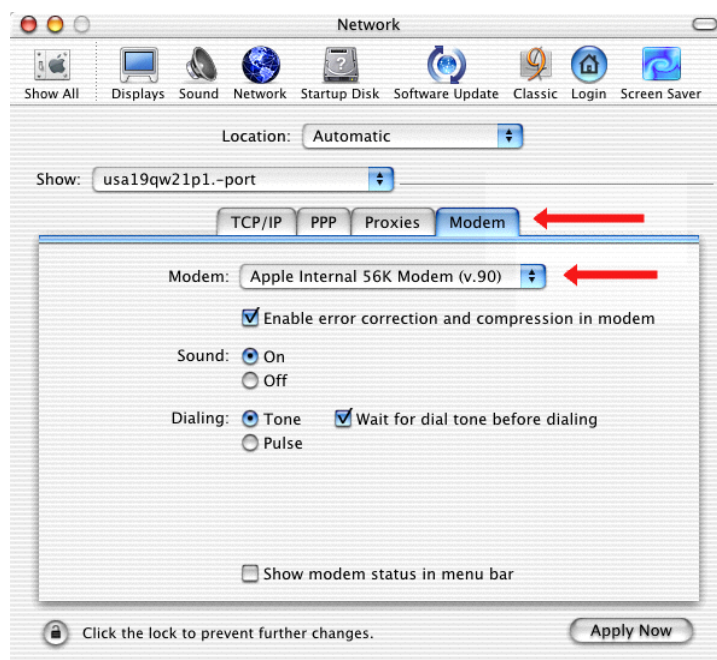 Network
Show All Displays Sound Network Startup Disk Software Update Classic Login Screen Saver
Location: Automatic
Show: usa19qw21p1.-port
TCP/IP PPP Proxies Modem
Modem: Apple Internal 56K Modem (v.90)
Enable error correction and compression in modem
Sound: On
Off
Dialing: Tone Wait for dial tone before dialing
Pulse
Show modem status in menu bar
Click the lock to prevent further changes. Apply Now